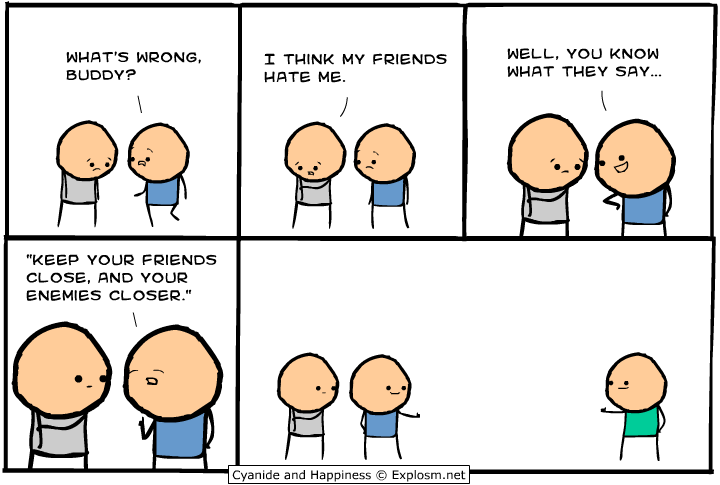 WHAT'S WRONG,
BUDDY?
I THINK MY FRIENDS
HATE ME.
WELL, YOU KNOW
WHAT THEY SAY...
"KEEP YOUR FRIENDS
CLOSE, AND YOUR
ENEMIES CLOSER."
Cyanide and Happiness © Explosm.net